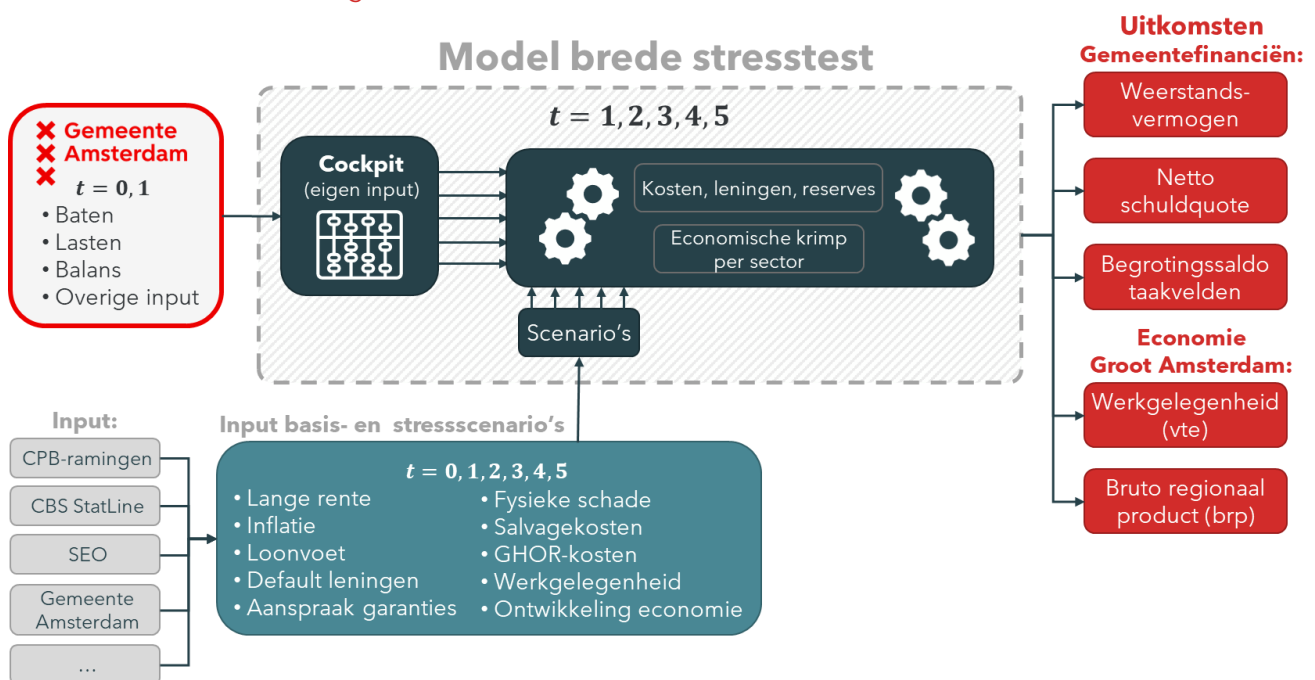 Model brede stresstest
t = 1, 2, 3, 4, 5
Gemeente
Amsterdam
t = 0, 1
• Baten
• Lasten
• Balans
• Overige input
Cockpit
(eigen input)
Kosten, leningen, reserves
Economische krimp
per sector
Scenario’s
Uitkomsten
Gemeentefinanciën:
Weerstands-
vermogen
Netto
schuldquote
Begrotingssaldo
taakvelden
Economie
Groot Amsterdam:
Werkgelegenheid
(vte)
Bruto regionaal
product (brp)
Input:
CPB-ramingen
CBS StatLine
SEO
Gemeente
Amsterdam
...
Input basis- en stressscenario’s
t = 0, 1, 2, 3, 4, 5
• Lange rente
• Inflatie
• Loonvoet
• Default leningen
• Aanspraak garanties
• Fysieke schade
• Salvagekosten
• GHOR-kosten
• Werkgelegenheid
• Ontwikkeling economie